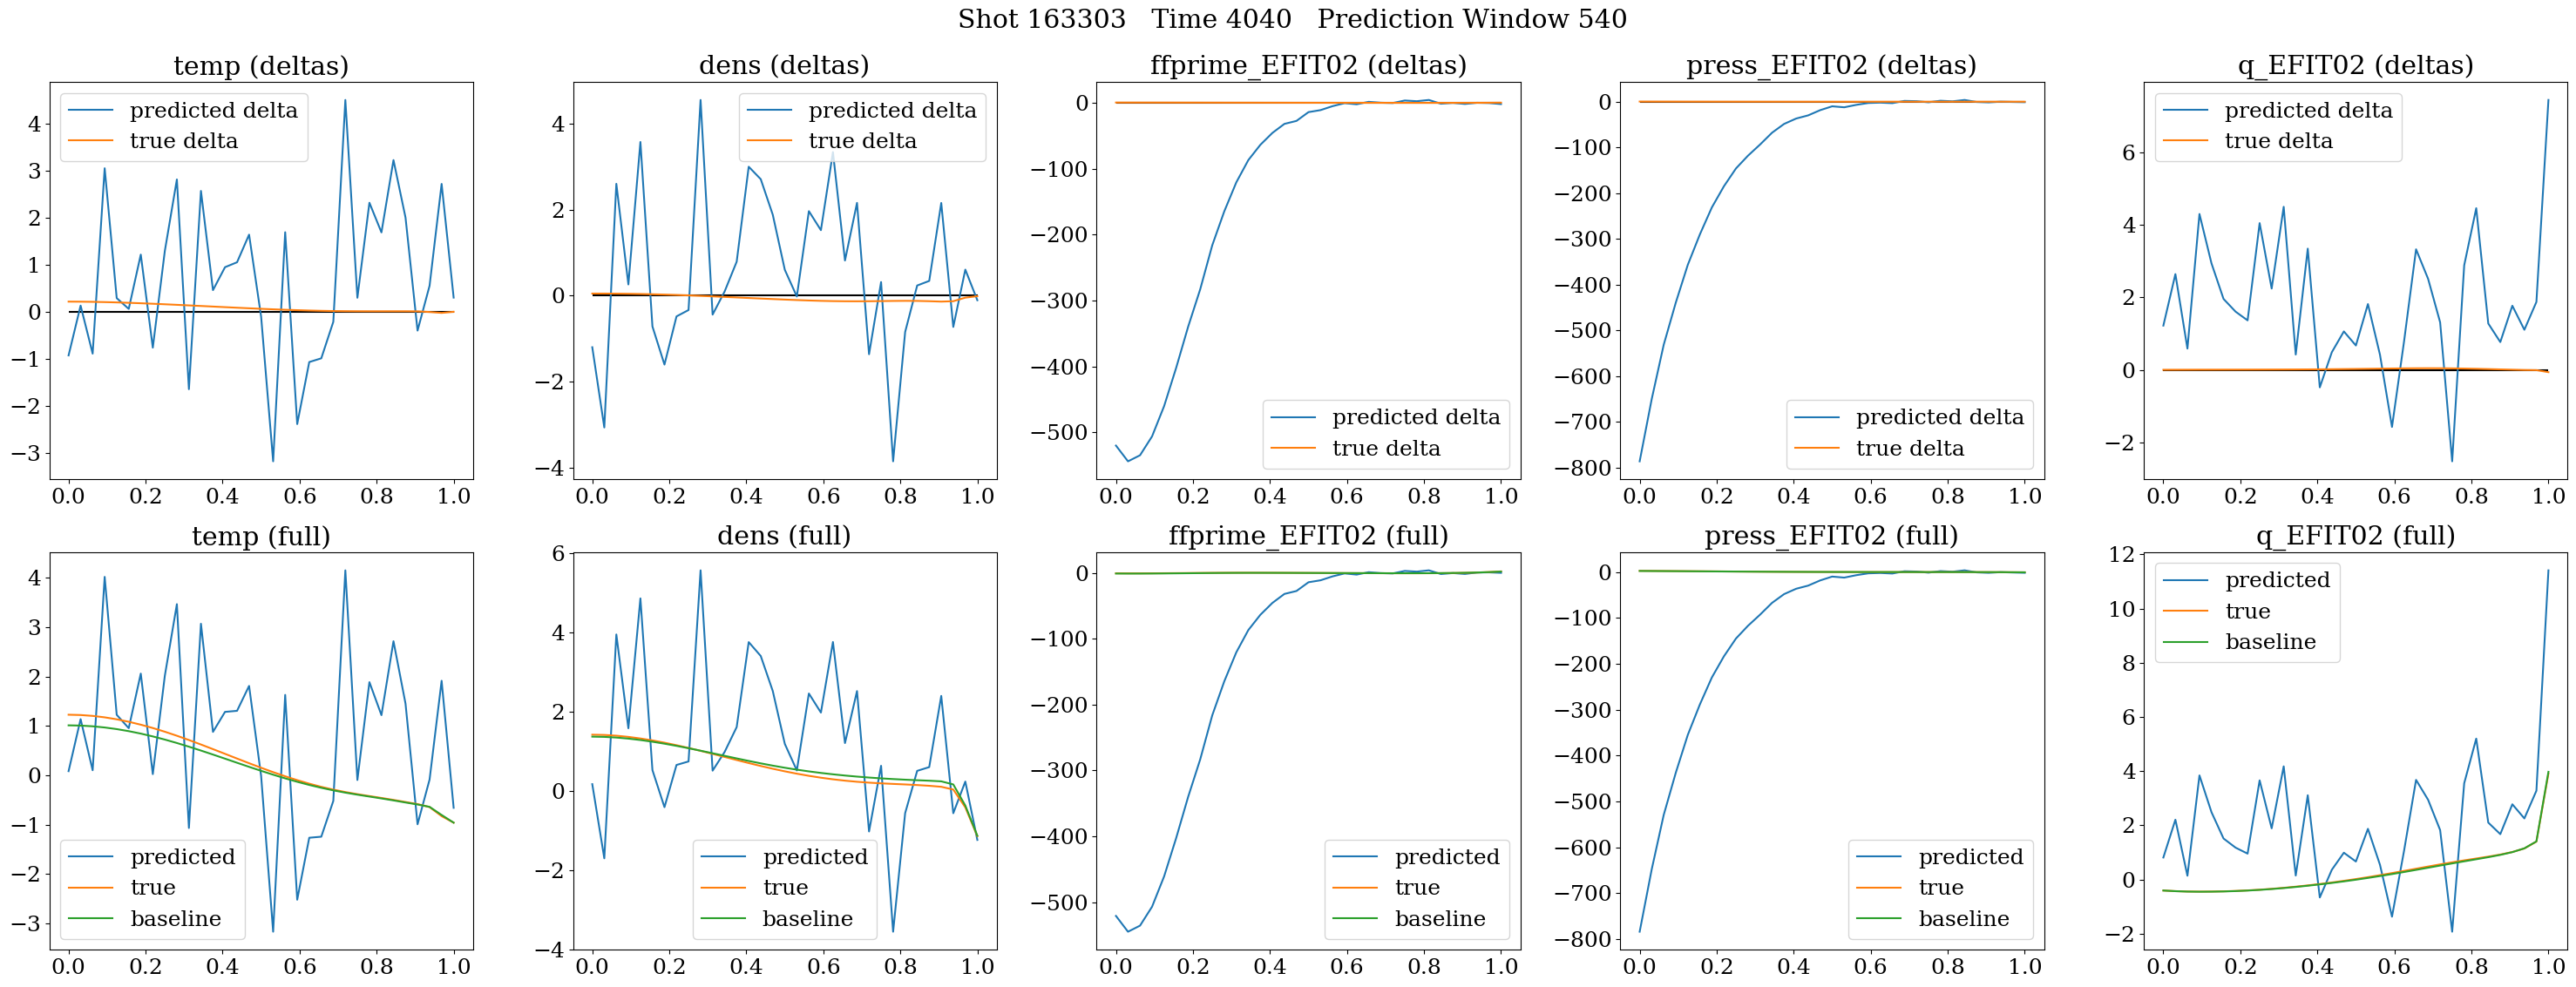 Shot 163303   Time 4040   Prediction Window 540
temp (deltas)
predicted delta
true delta
4
3
2
1
0
−1
−2
−3
0.0 0.2 0.4 0.6 0.8 1.0
dens (deltas)
predicted delta
true delta
4
2
0
−2
−4
0.0 0.2 0.4 0.6 0.8 1.0
ffprime_EFIT02 (deltas)
0
−100
−200
−300
−400
−500
predicted delta
true delta
0.0 0.2 0.4 0.6 0.8 1.0
press_EFIT02 (deltas)
0
−100
−200
−300
−400
−500
−600
−700
−800
predicted delta
true delta
0.0 0.2 0.4 0.6 0.8 1.0
q_EFIT02 (deltas)
predicted delta
true delta
6
4
2
0
−2
0.0 0.2 0.4 0.6 0.8 1.0
temp (full)
4
3
2
1
0
−1
−2
−3
predicted
true
baseline
0.0 0.2 0.4 0.6 0.8 1.0
dens (full)
6
4
2
0
−2
−4
predicted
true
baseline
0.0 0.2 0.4 0.6 0.8 1.0
ffprime_EFIT02 (full)
0
−100
−200
−300
−400
−500
predicted
true
baseline
0.0 0.2 0.4 0.6 0.8 1.0
press_EFIT02 (full)
0
−100
−200
−300
−400
−500
−600
−700
−800
predicted
true
baseline
0.0 0.2 0.4 0.6 0.8 1.0
q_EFIT02 (full)
predicted
true
baseline
12
10
8
6
4
2
0
−2
0.0 0.2 0.4 0.6 0.8 1.0